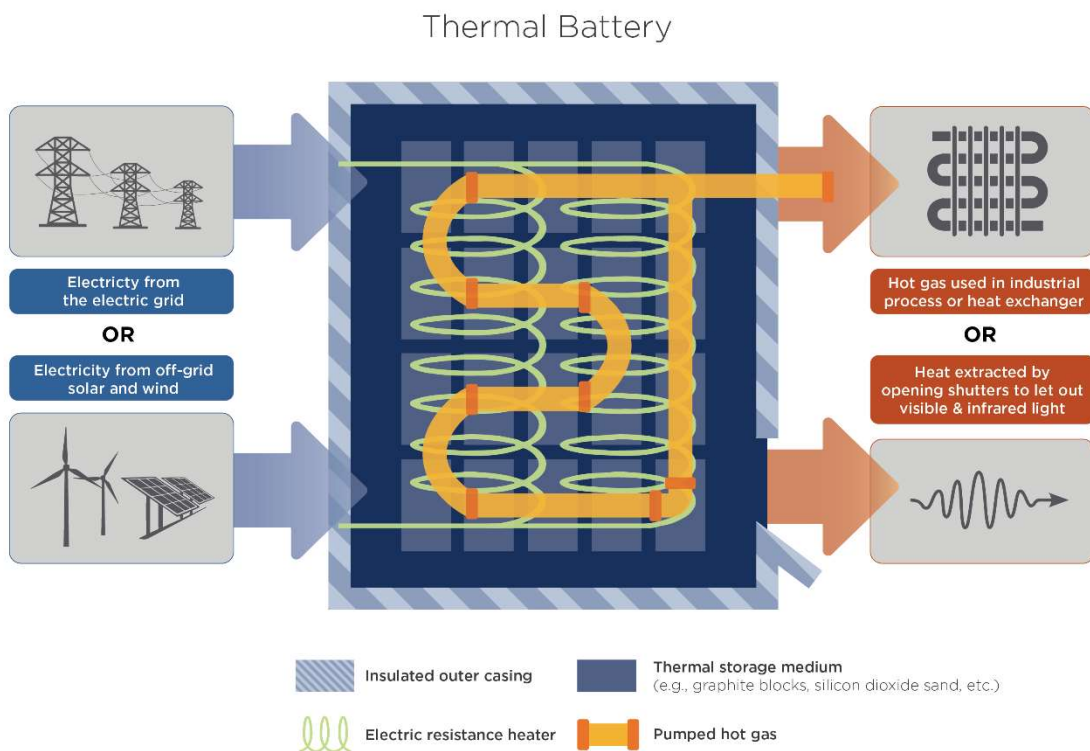 Thermal Battery
Electricty from
the electric grid
OR
Electricity from off-grid
solar and wind
Hot gas used in industrial
process or heat exchanger
OR
Heat extracted by
opening shutters to let out
visible & infrared light
Insulated outer casing
Thermal storage medium
(e.g., graphite blocks, silicon dioxide sand, etc.)
Electric resistance heater
Pumped hot gas